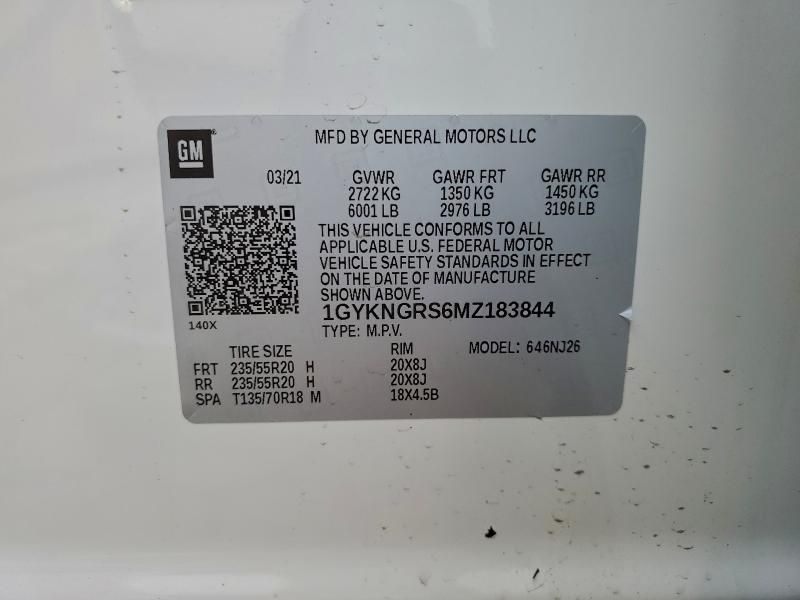 GM ®
MFD BY GENERAL MOTORS LLC
03/21 GVWR GAWR FRT GAWR RR
2722 KG 1350 KG 1450 KG
6001 LB 2976 LB 3196 LB
THIS VEHICLE CONFORMS TO ALL
APPLICABLE U.S. FEDERAL MOTOR
VEHICLE SAFETY STANDARDS IN EFFECT
ON THE DATE OF MANUFACTURE
SHOWN ABOVE.
1GYKNGRS6MZ183844
140X
TYPE: M.P.V.
TIRE SIZE RIM MODEL: 646NJ26
FRT 235/55R20 H 20X8J
RR 235/55R20 H 20X8J
SPA T135/70R18 M 18X4.5B